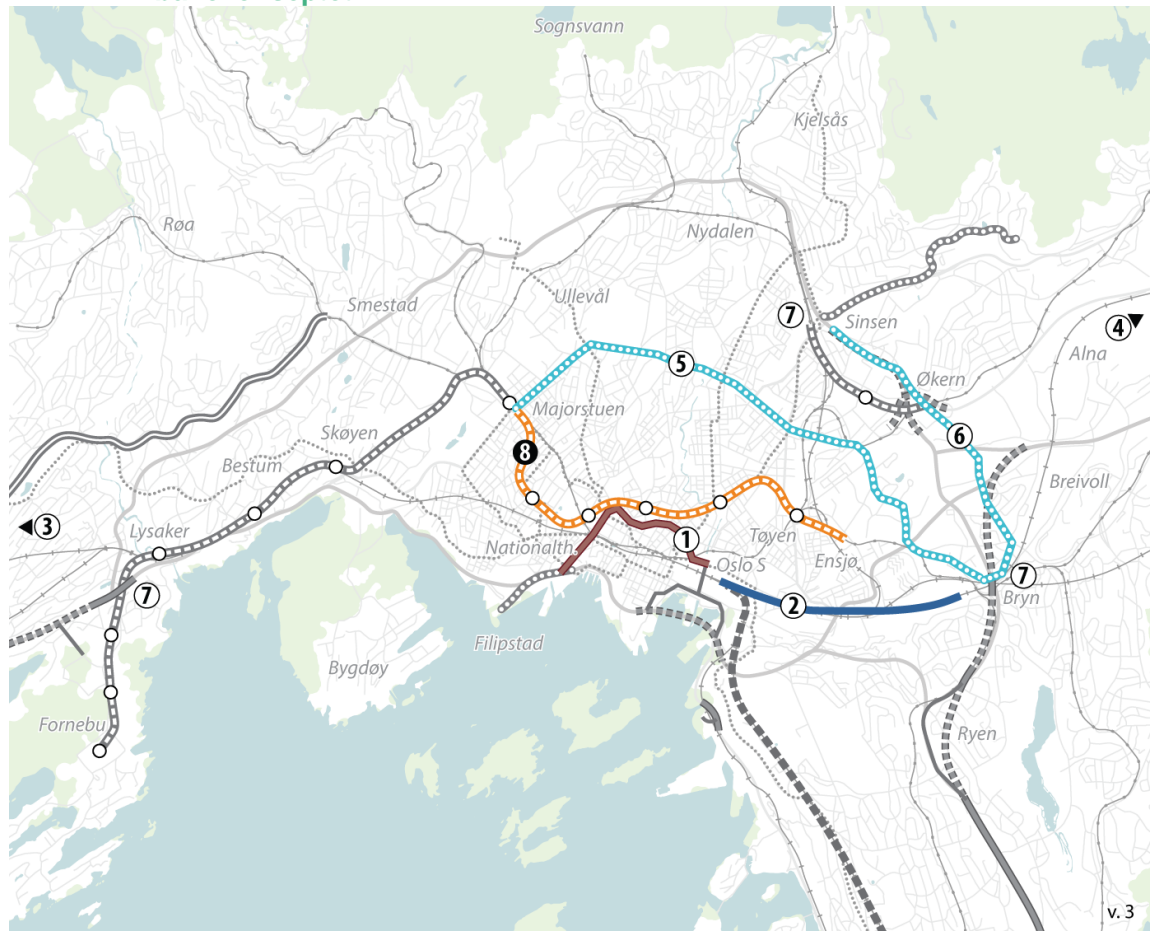 Sognsvann
Kjelsås
Røa
Nydalen
Smestad
Ullevål
7
Sinsen
4
Alna
5
Økern
Majorstuen
Skøyen
6
8
Bestum
Breivoll
3
Lysaker
Nationalth.
1
Tøyen
Ensjø
Oslo S
7
7
Bryn
2
Filipstad
Bygdøy
Fornebu
Ryen
v. 3